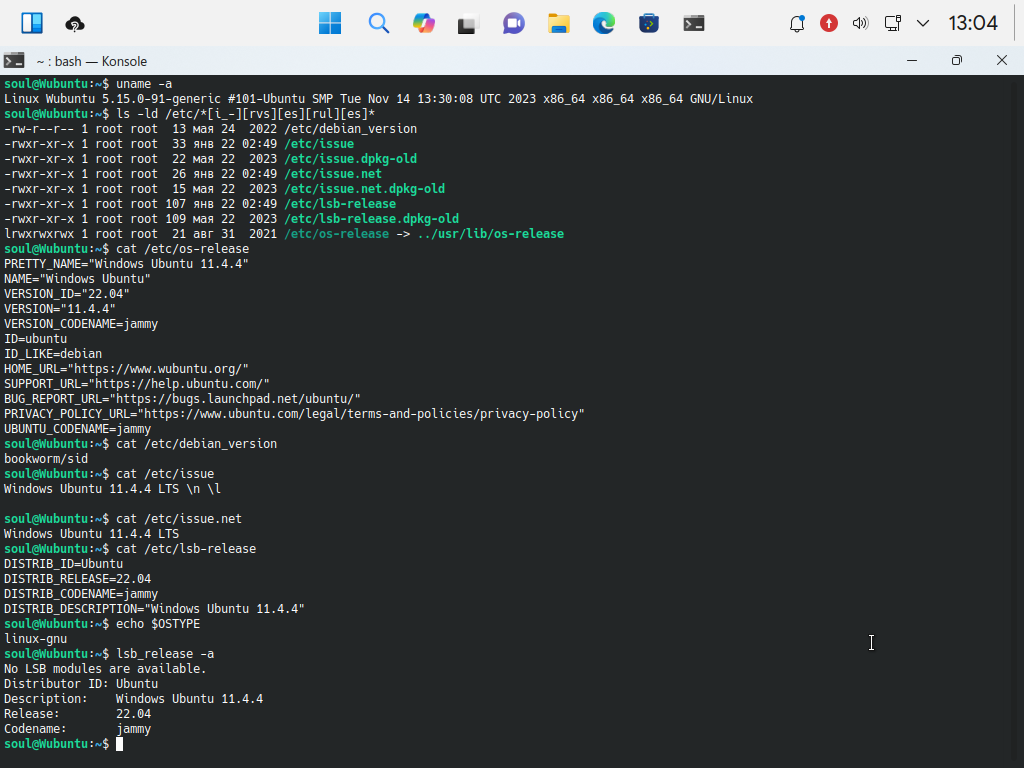 13:04
~ : bash — Konsole
soul@Wubuntu:~$ uname -a
Linux Wubuntu 5.15.0-91-generic #101-Ubuntu SMP Tue Nov 14 13:30:08 UTC 2023 x86_64 x86_64 x86_64 GNU/Linux
soul@Wubuntu:~$ ls -ld /etc/*[i_-][rvs][es][rul][es]*
-rw-r--r-- 1 root root  13 мая 24  2022 /etc/debian_version
-rwxr-xr-x 1 root root  33 янв 22 02:49 /etc/issue
-rwxr-xr-x 1 root root  22 мая 22  2023 /etc/issue.dpkg-old
-rwxr-xr-x 1 root root  26 янв 22 02:49 /etc/issue.net
-rwxr-xr-x 1 root root  15 мая 22  2023 /etc/issue.net.dpkg-old
-rwxr-xr-x 1 root root 107 янв 22 02:49 /etc/lsb-release
-rwxr-xr-x 1 root root 109 мая 22  2023 /etc/lsb-release.dpkg-old
lrwxrwxrwx 1 root root  21 авг 31  2021 /etc/os-release -> ../usr/lib/os-release
soul@Wubuntu:~$ cat /etc/os-release
PRETTY_NAME="Windows Ubuntu 11.4.4"
NAME="Windows Ubuntu"
VERSION_ID="22.04"
VERSION="11.4.4"
VERSION_CODENAME=jammy
ID=ubuntu
ID_LIKE=debian
HOME_URL="https://www.wubuntu.org/"
SUPPORT_URL="https://help.ubuntu.com/"
BUG_REPORT_URL="https://bugs.launchpad.net/ubuntu/"
PRIVACY_POLICY_URL="https://www.ubuntu.com/legal/terms-and-policies/privacy-policy"
UBUNTU_CODENAME=jammy
soul@Wubuntu:~$ cat /etc/debian_version
bookworm/sid
soul@Wubuntu:~$ cat /etc/issue
Windows Ubuntu 11.4.4 LTS \n \l
soul@Wubuntu:~$ cat /etc/issue.net
Windows Ubuntu 11.4.4 LTS
soul@Wubuntu:~$ cat /etc/lsb-release
DISTRIB_ID=Ubuntu
DISTRIB_RELEASE=22.04
DISTRIB_CODENAME=jammy
DISTRIB_DESCRIPTION="Windows Ubuntu 11.4.4"
soul@Wubuntu:~$ echo $OSTYPE
linux-gnu
soul@Wubuntu:~$ lsb_release -a
No LSB modules are available.
Distributor ID: Ubuntu
Description:    Windows Ubuntu 11.4.4
Release:        22.04
Codename:       jammy
soul@Wubuntu:~$